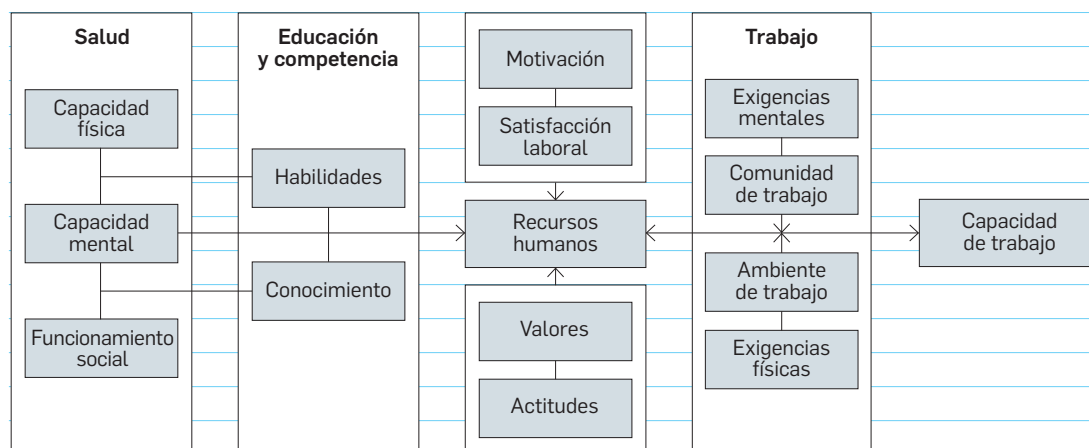 Salud
Capacidad
física
Capacidad
mental
Funcionamiento
social
Educación
y competencia
Habilidades
Conocimiento
Motivación
Satisfacción
laboral
Recursos
humanos
Valores
Actitudes
Trabajo
Exigencias
mentales
Comunidad
de trabajo
Ambiente
de trabajo
Exigencias
físicas
Capacidad
de trabajo